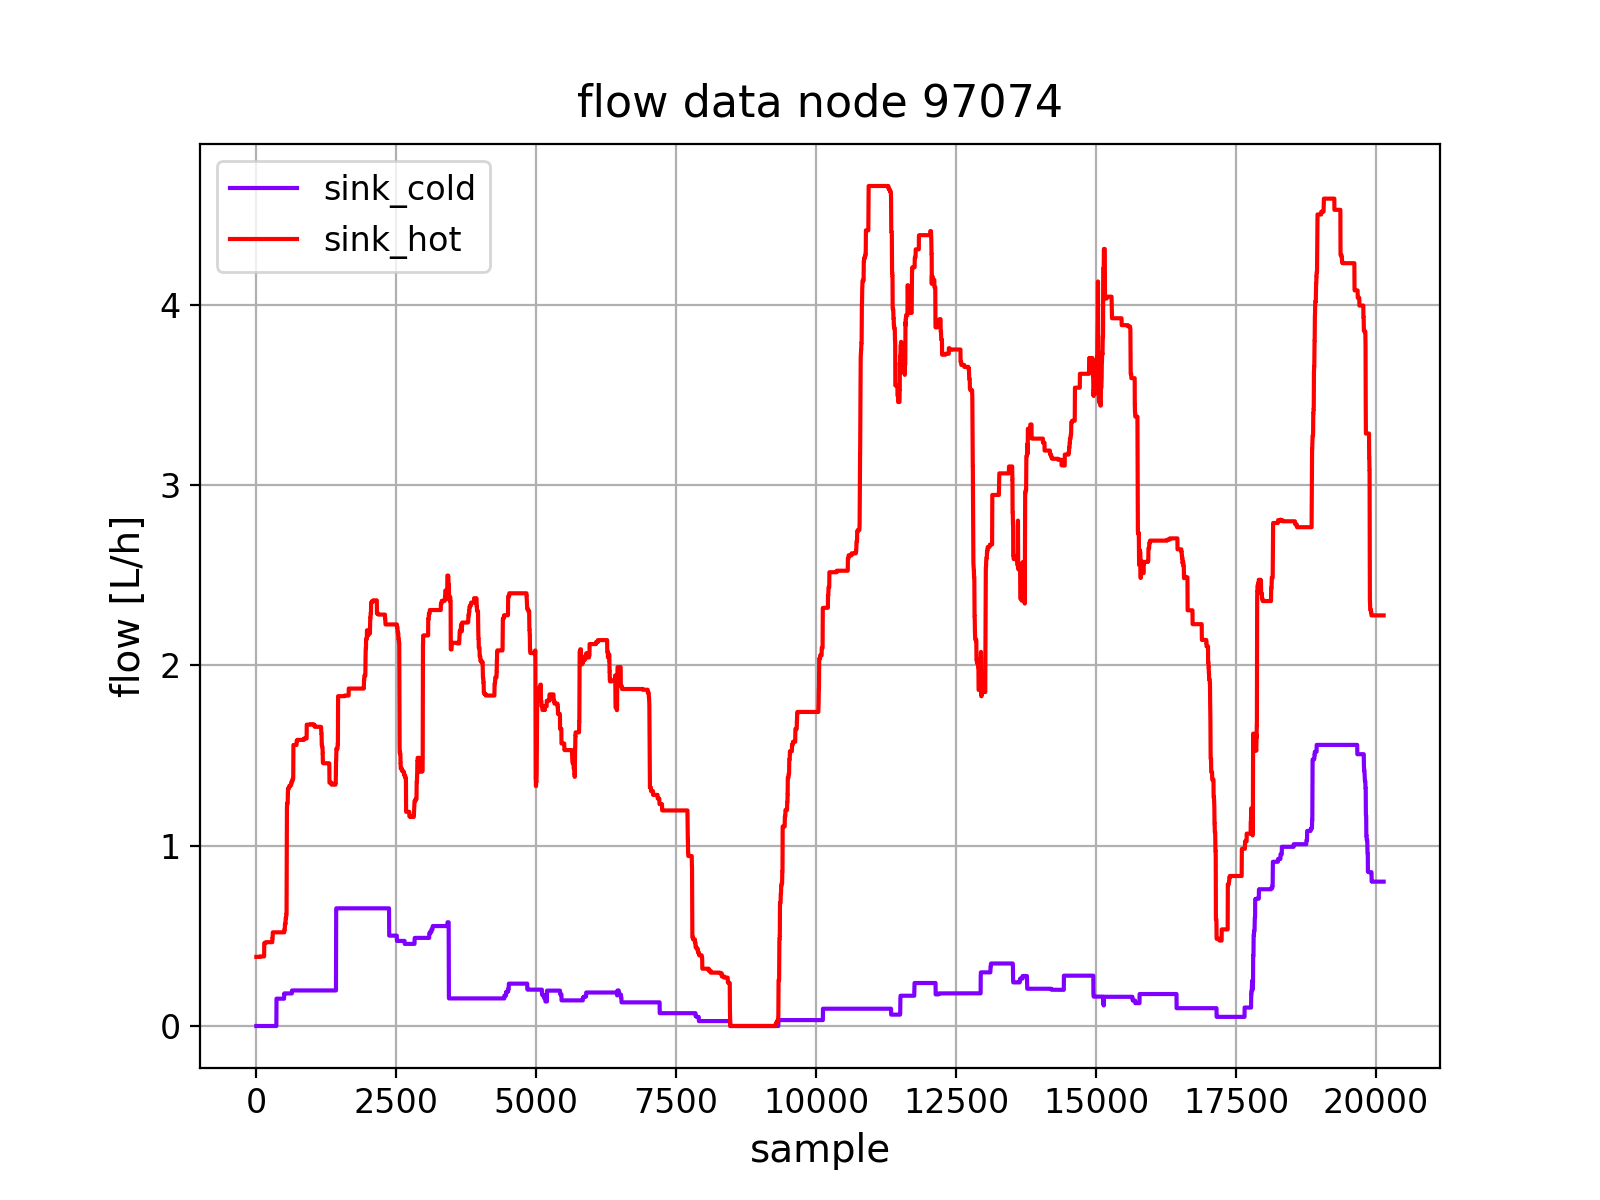 flow data node 97074
sink_cold
sink_hot
flow [L/h]
4
3
2
1
0
0 2500 5000 7500 10000 12500 15000 17500 20000
sample